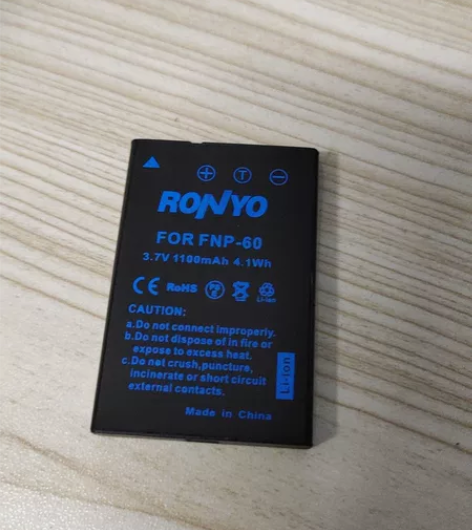 + T −
RONYO
FOR FNP-60
3.7V 1100mAh 4.1Wh
CE RoHS Li-ion
CAUTION:
a.Do not connect improperly.
b.Do not dispose of in fire or
expose to excess heat.
c.Do not crush,puncture,
incinerate or short circuit
external contacts.
Li-ion
Made in China